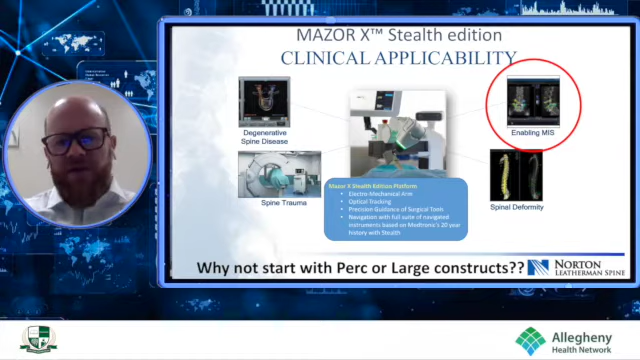 MAZOR X™ Stealth edition
CLINICAL APPLICABILITY
Degenerative
Spine Disease
Enabling MIS
Spine Trauma
Spinal Deformity
Mazor X Stealth Edition Platform
• Electro-Mechanical-Arm
• Optical Tracking
• Precision Guidance of Surgical Tools
• Navigation with full suite of navigated
instruments based on Medtronic's 20 year
history with Stealth
Why not start with Perc or Large constructs??
NORTON
LEATHERMAN SPINE
Allegheny
Health Network